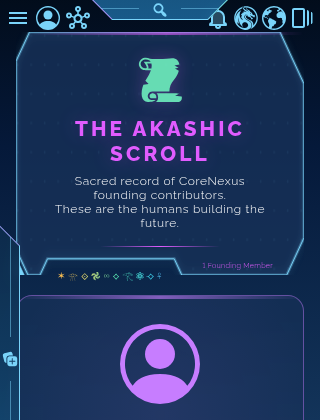 THE AKASHIC
SCROLL
Sacred record of CoreNexus
founding contributors.
These are the humans building the
future.
1 Founding Member